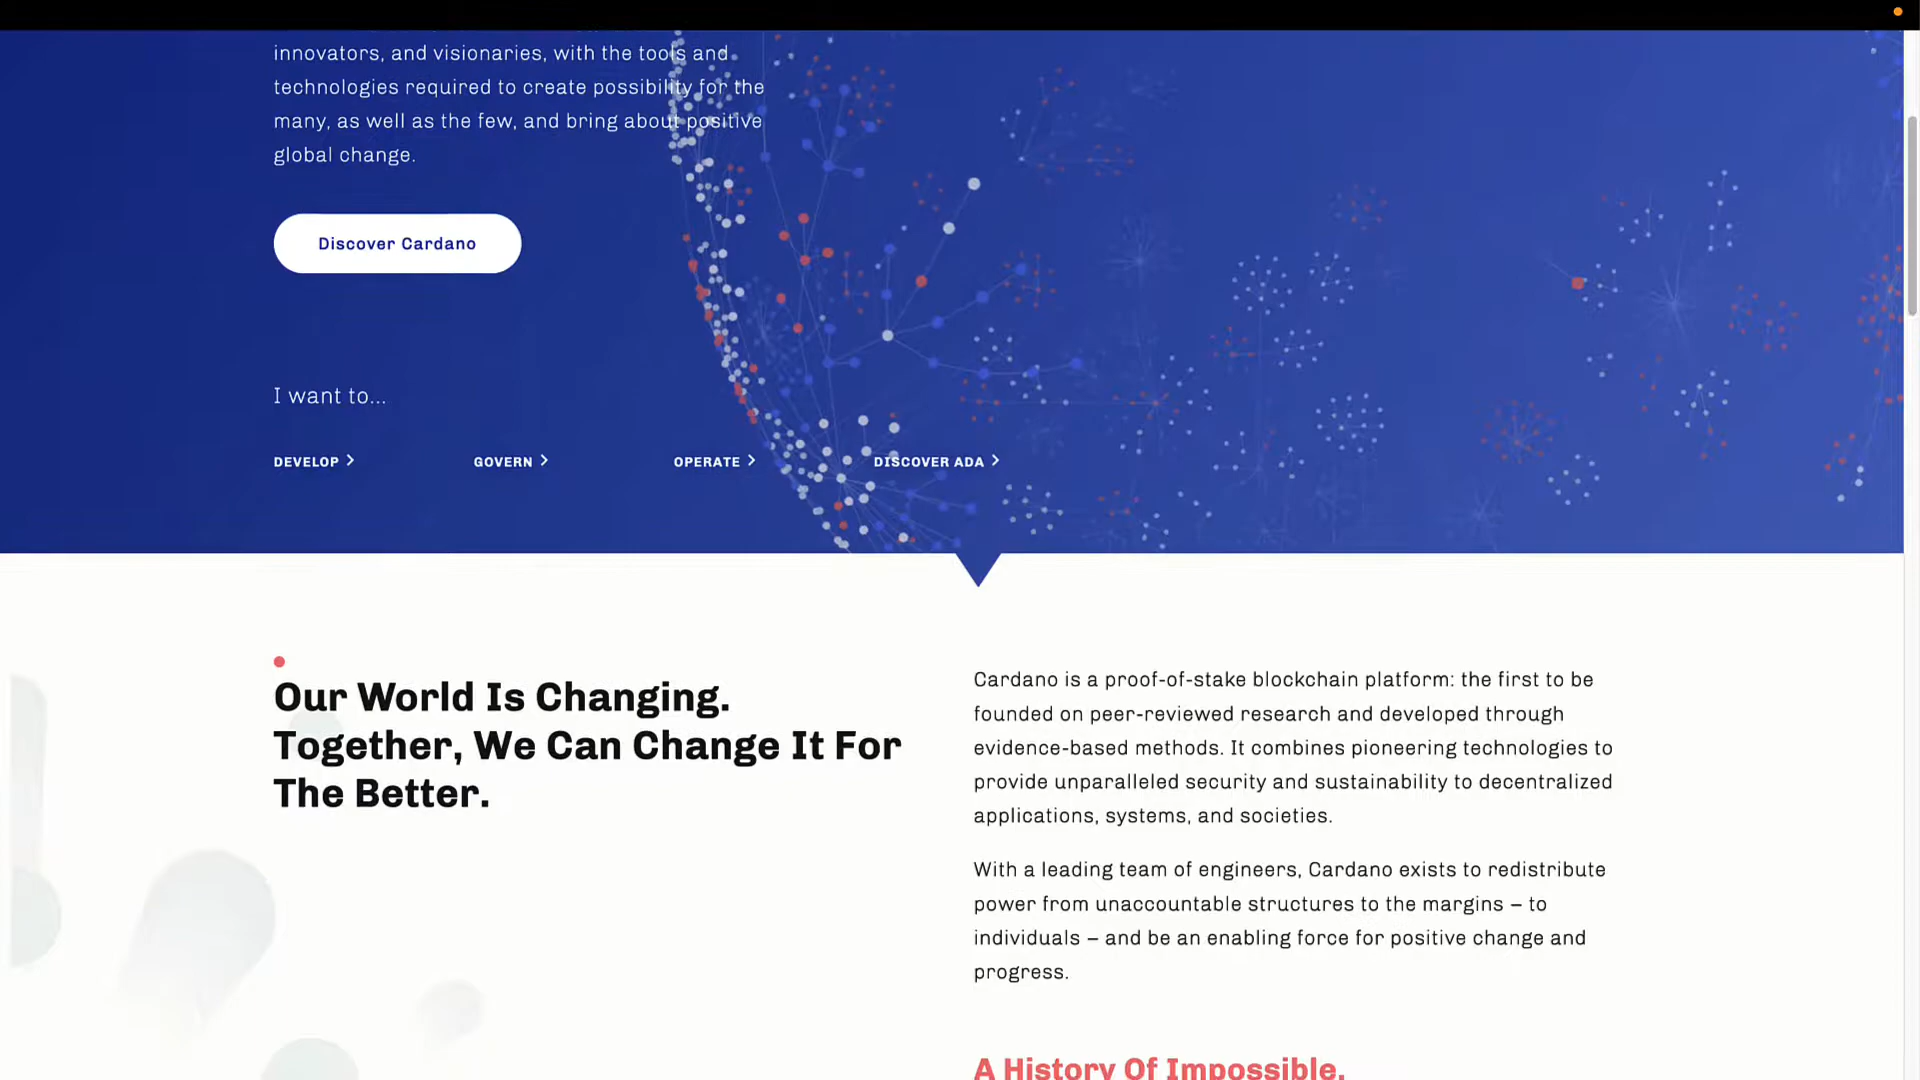 innovators, and visionaries, with the tools and
technologies required to create possibility for the
many, as well as the few, and bring about positive
global change.
Discover Cardano
I want to...
DEVELOP
GOVERN
OPERATE
DISCOVER ADA
Our World Is Changing.
Together, We Can Change It For
The Better.
Cardano is a proof-of-stake blockchain platform: the first to be
founded on peer-reviewed research and developed through
evidence-based methods. It combines pioneering technologies to
provide unparalleled security and sustainability to decentralized
applications, systems, and societies.
With a leading team of engineers, Cardano exists to redistribute
power from unaccountable structures to the margins – to
individuals – and be an enabling force for positive change and
progress.
A History Of Impossible,